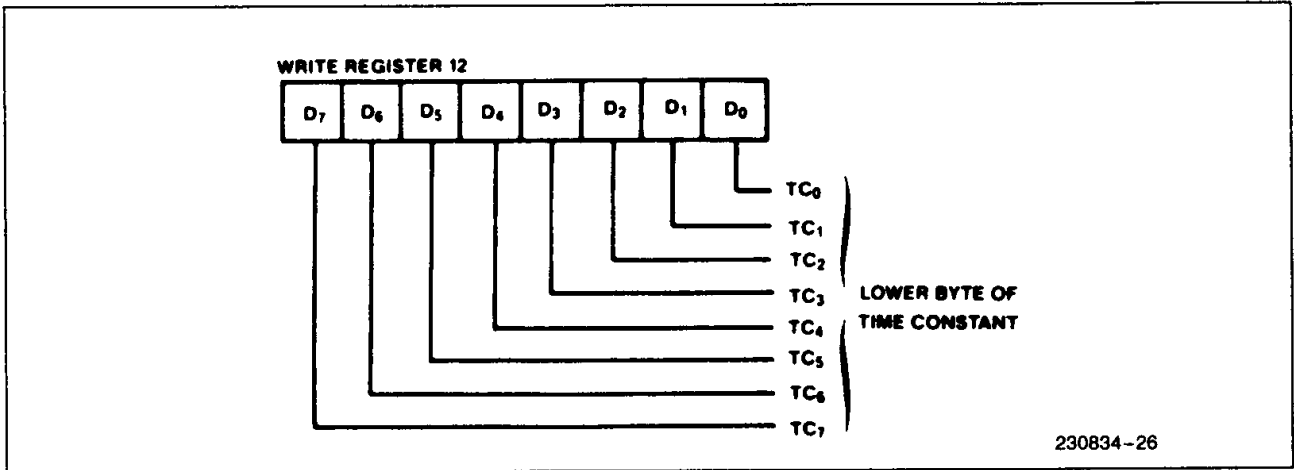 WRITE REGISTER 12
D₇ D₆ D₅ D₄ D₃ D₂ D₁ D₀
TC₀
TC₁
TC₂
TC₃
LOWER BYTE OF
TC₄
TIME CONSTANT
TC₅
TC₆
TC₇
230834-26